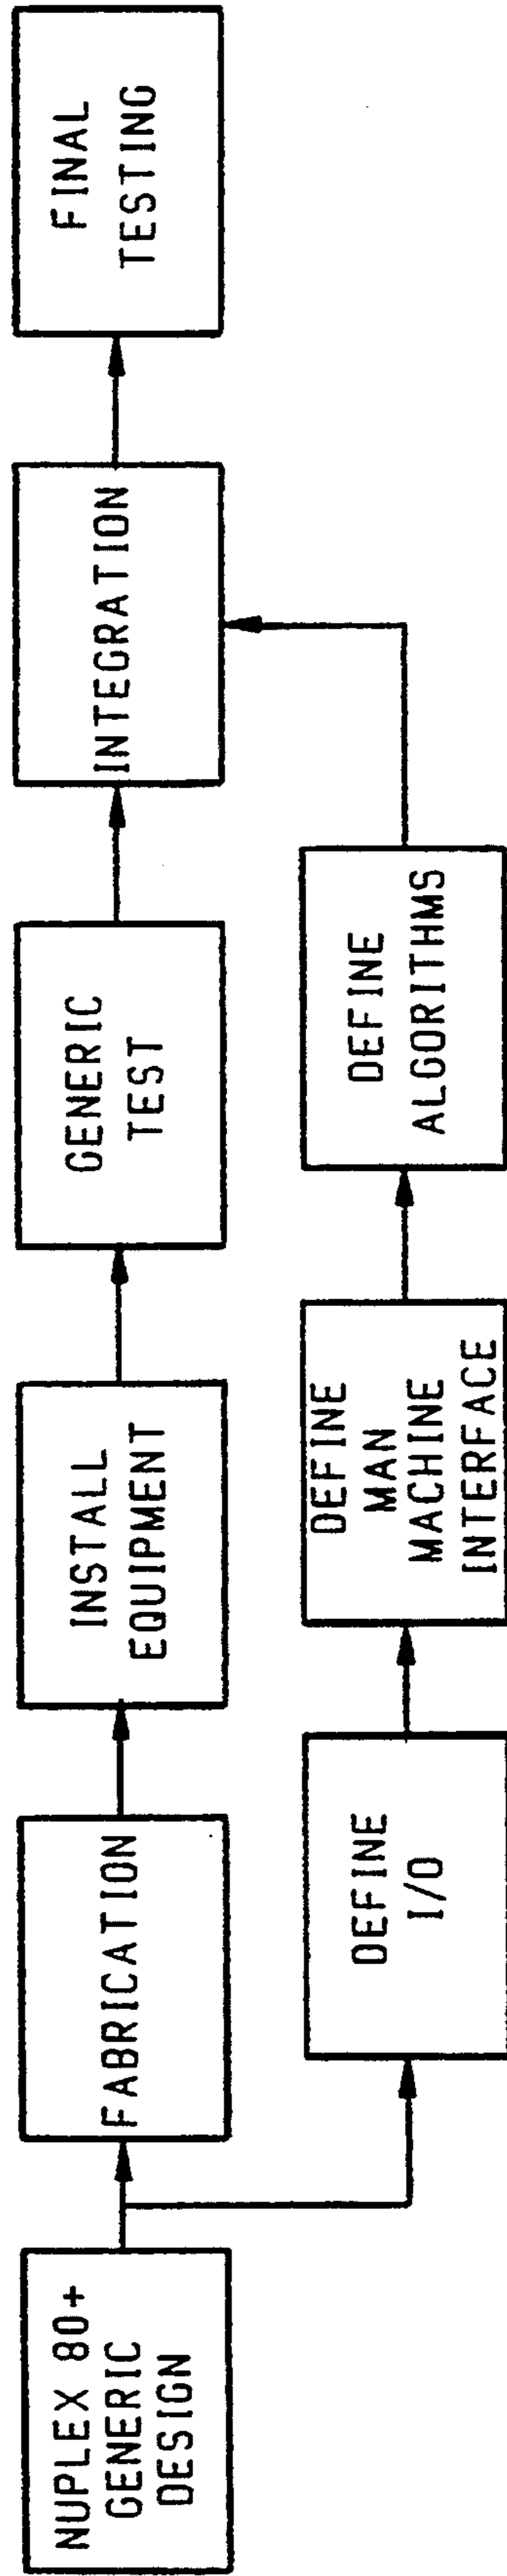 NUPLEX 80+
GENERIC
DESIGN
FABRICATION
INSTALL
EQUIPMENT
GENERIC
TEST
INTEGRATION
FINAL
TESTING
DEFINE
I/O
DEFINE
MAN
MACHINE
INTERFACE
DEFINE
ALGORITHMS